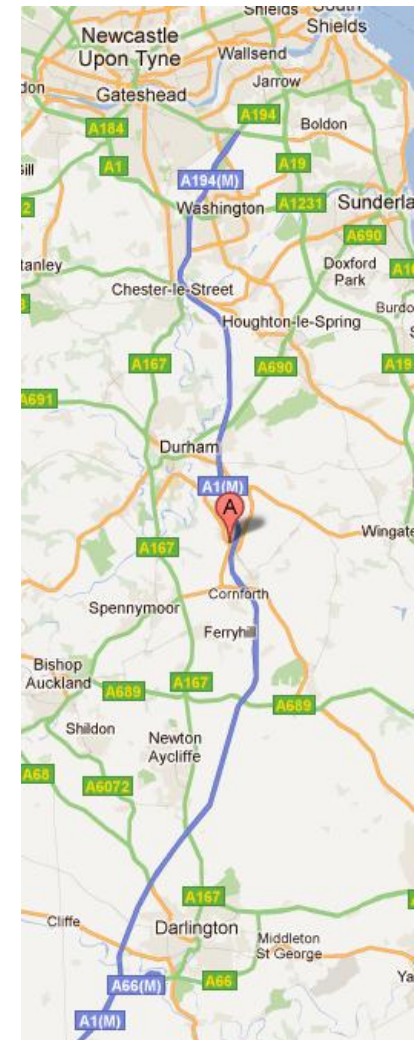 Shields
South
Shields
Newcastle
Upon Tyne
Wallsend
Jarrow
Gateshead
A194
A184
Boldon
A1
A19
A194(M)
Washington
A1231
A690
Doxford
Park
Chester-le-Street
Houghton-le-Spring
A167
A690
A19
A691
Durham
A1(M)
A
A167
Cornforth
Spennymoor
Ferryhill
Bishop
Auckland
A689
A167
A689
Shildon
Newton
Aycliffe
A68
A6072
A167
Cliffe
Darlington
Middleton
St George
A66(M)
A66
A1(M)